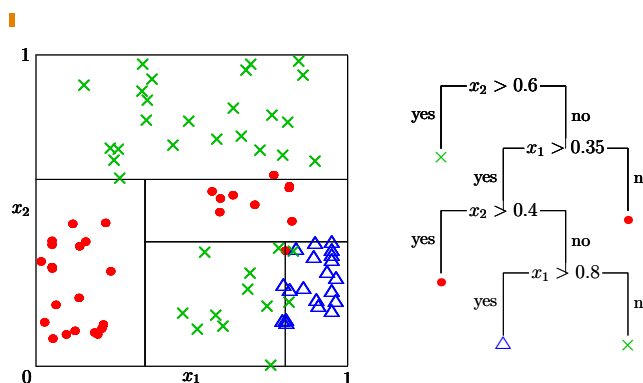 1
x₂
0
x₁
1
x₂ > 0.6
yes
no
x₁ > 0.35
yes
n
x₂ > 0.4
yes
no
x₁ > 0.8
yes
n